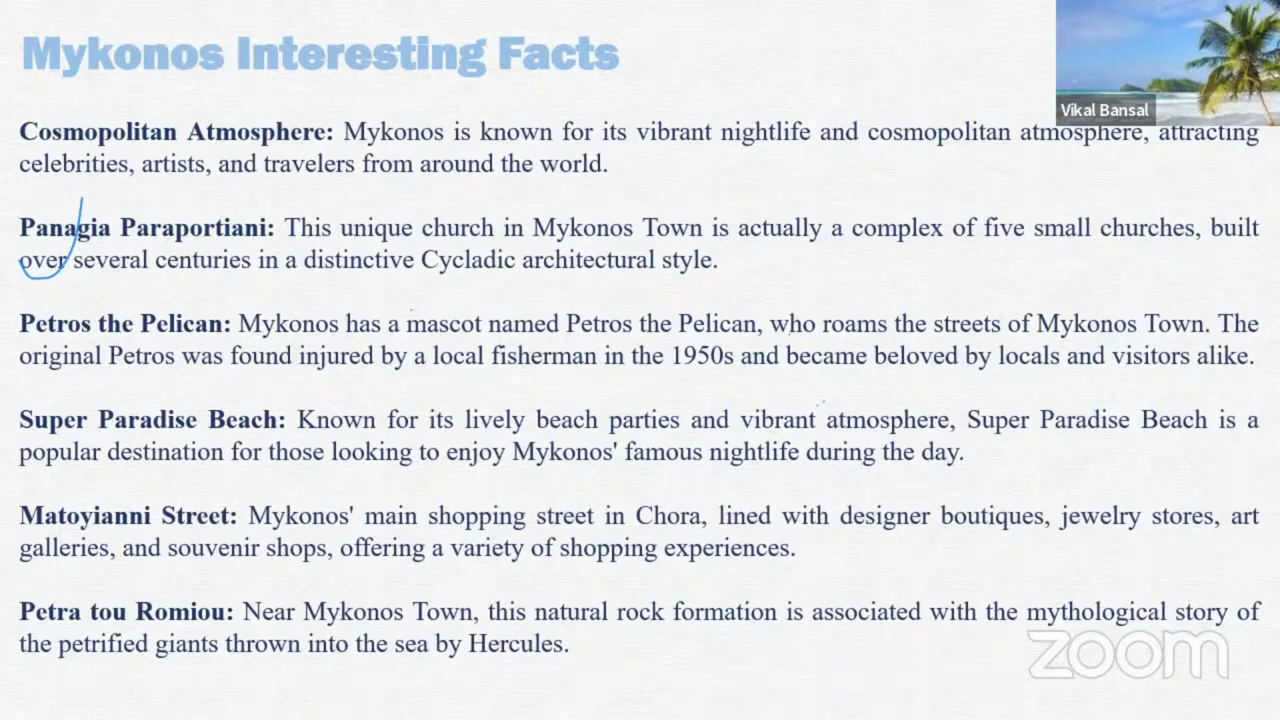 Mykonos Interesting Facts
Vikal Bansal
Cosmopolitan Atmosphere: Mykonos is known for its vibrant nightlife and cosmopolitan atmosphere, attracting
celebrities, artists, and travelers from around the world.
Panagia Paraportiani: This unique church in Mykonos Town is actually a complex of five small churches, built
over several centuries in a distinctive Cycladic architectural style.
Petros the Pelican: Mykonos has a mascot named Petros the Pelican, who roams the streets of Mykonos Town. The
original Petros was found injured by a local fisherman in the 1950s and became beloved by locals and visitors alike.
Super Paradise Beach: Known for its lively beach parties and vibrant atmosphere, Super Paradise Beach is a
popular destination for those looking to enjoy Mykonos' famous nightlife during the day.
Matoyianni Street: Mykonos' main shopping street in Chora, lined with designer boutiques, jewelry stores, art
galleries, and souvenir shops, offering a variety of shopping experiences.
Petra tou Romiou: Near Mykonos Town, this natural rock formation is associated with the mythological story of
the petrified giants thrown into the sea by Hercules.
zoom